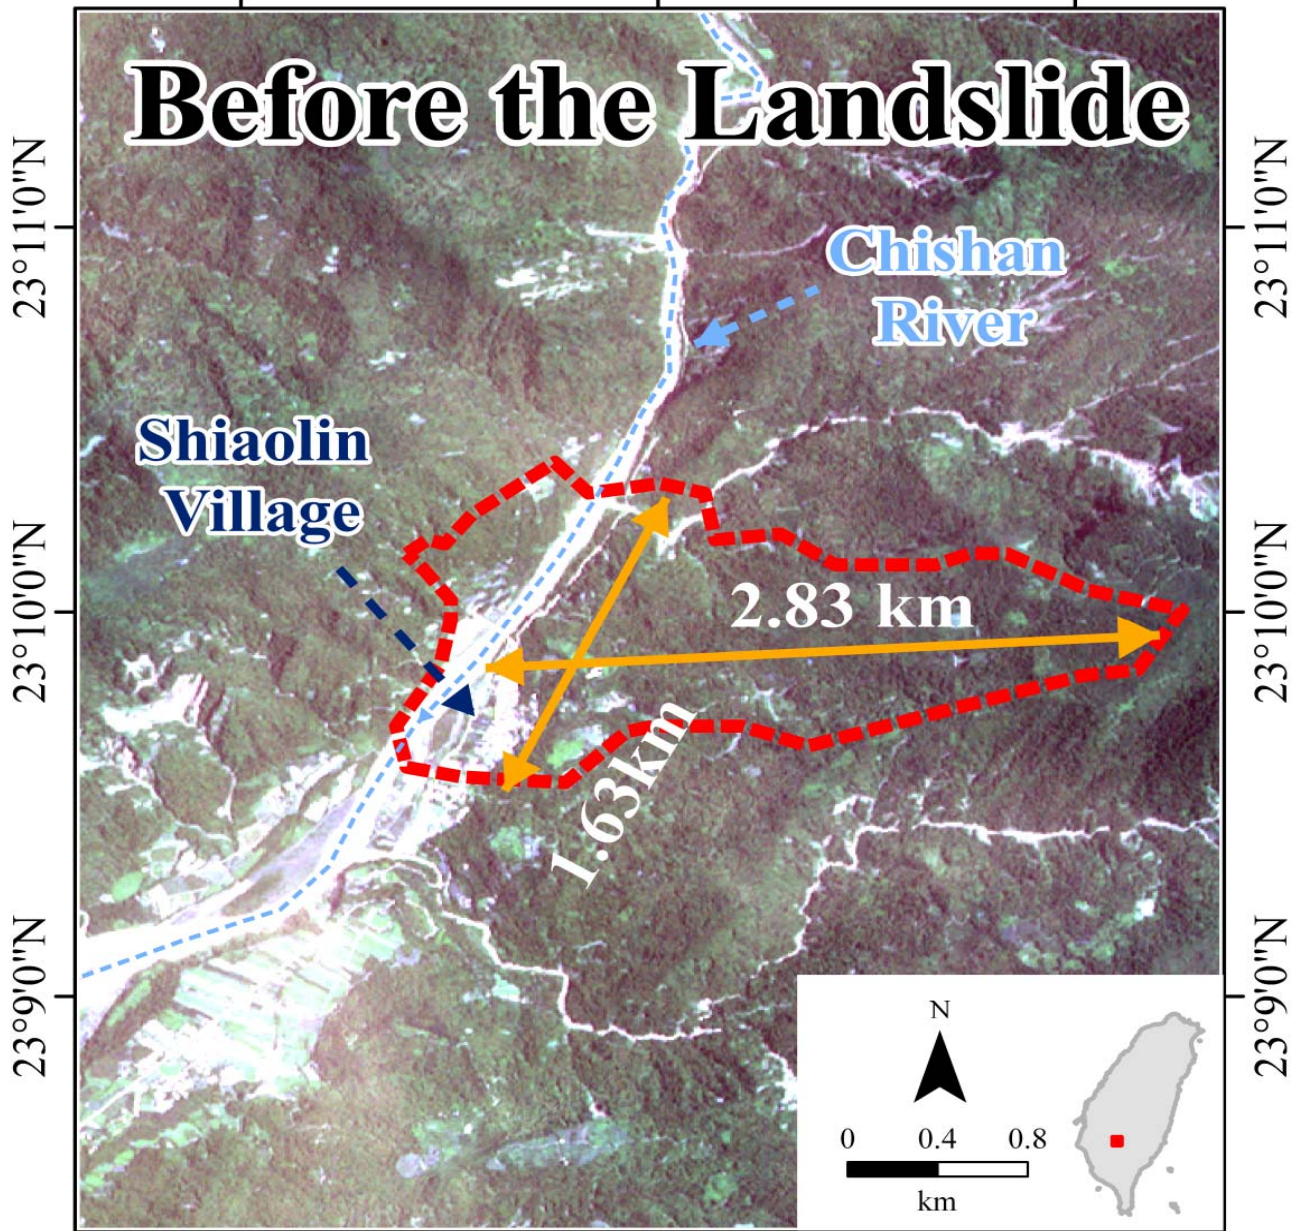 Before the Landslide
23°11'0"N
23°11'0"N
Chishan
River
Shiaolin
Village
23°10'0"N
23°10'0"N
2.83 km
1.63km
23°9'0"N
23°9'0"N
N
0 0.4 0.8
km